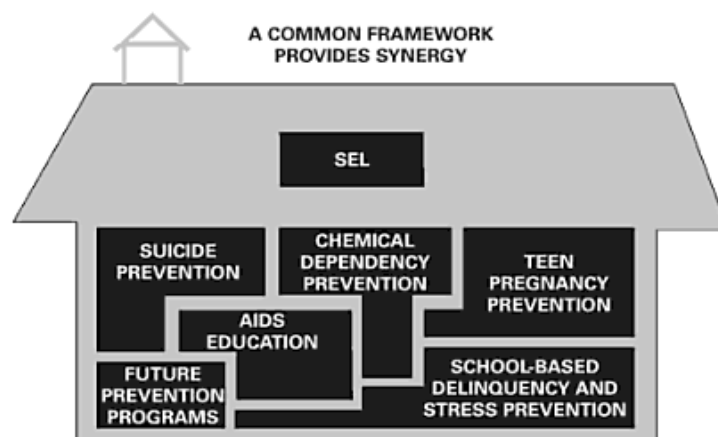 A COMMON FRAMEWORK
PROVIDES SYNERGY
SEL
SUICIDE
PREVENTION
CHEMICAL
DEPENDENCY
PREVENTION
TEEN
PREGNANCY
PREVENTION
AIDS
EDUCATION
FUTURE
PREVENTION
PROGRAMS
SCHOOL-BASED
DELINQUENCY AND
STRESS PREVENTION